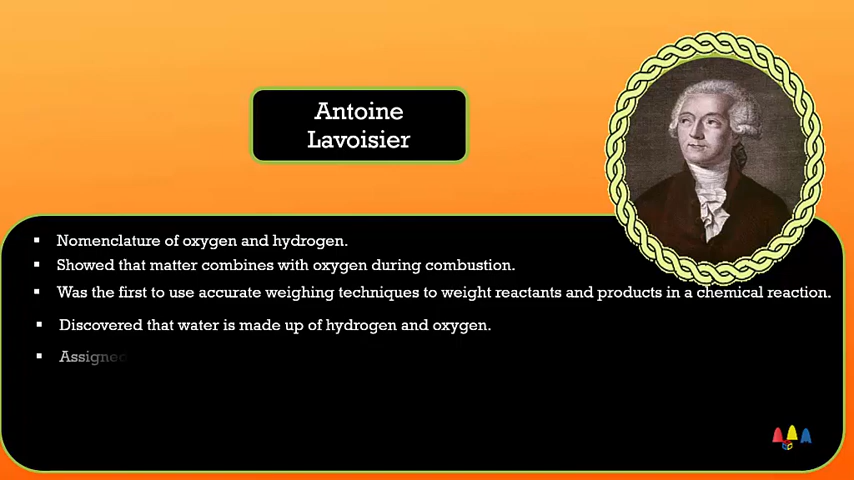 Antoine
Lavoisier
Nomenclature of oxygen and hydrogen.
Showed that matter combines with oxygen during combustion.
Was the first to use accurate weighing techniques to weight reactants and products in a chemical reaction.
Discovered that water is made up of hydrogen and oxygen.
Assigned